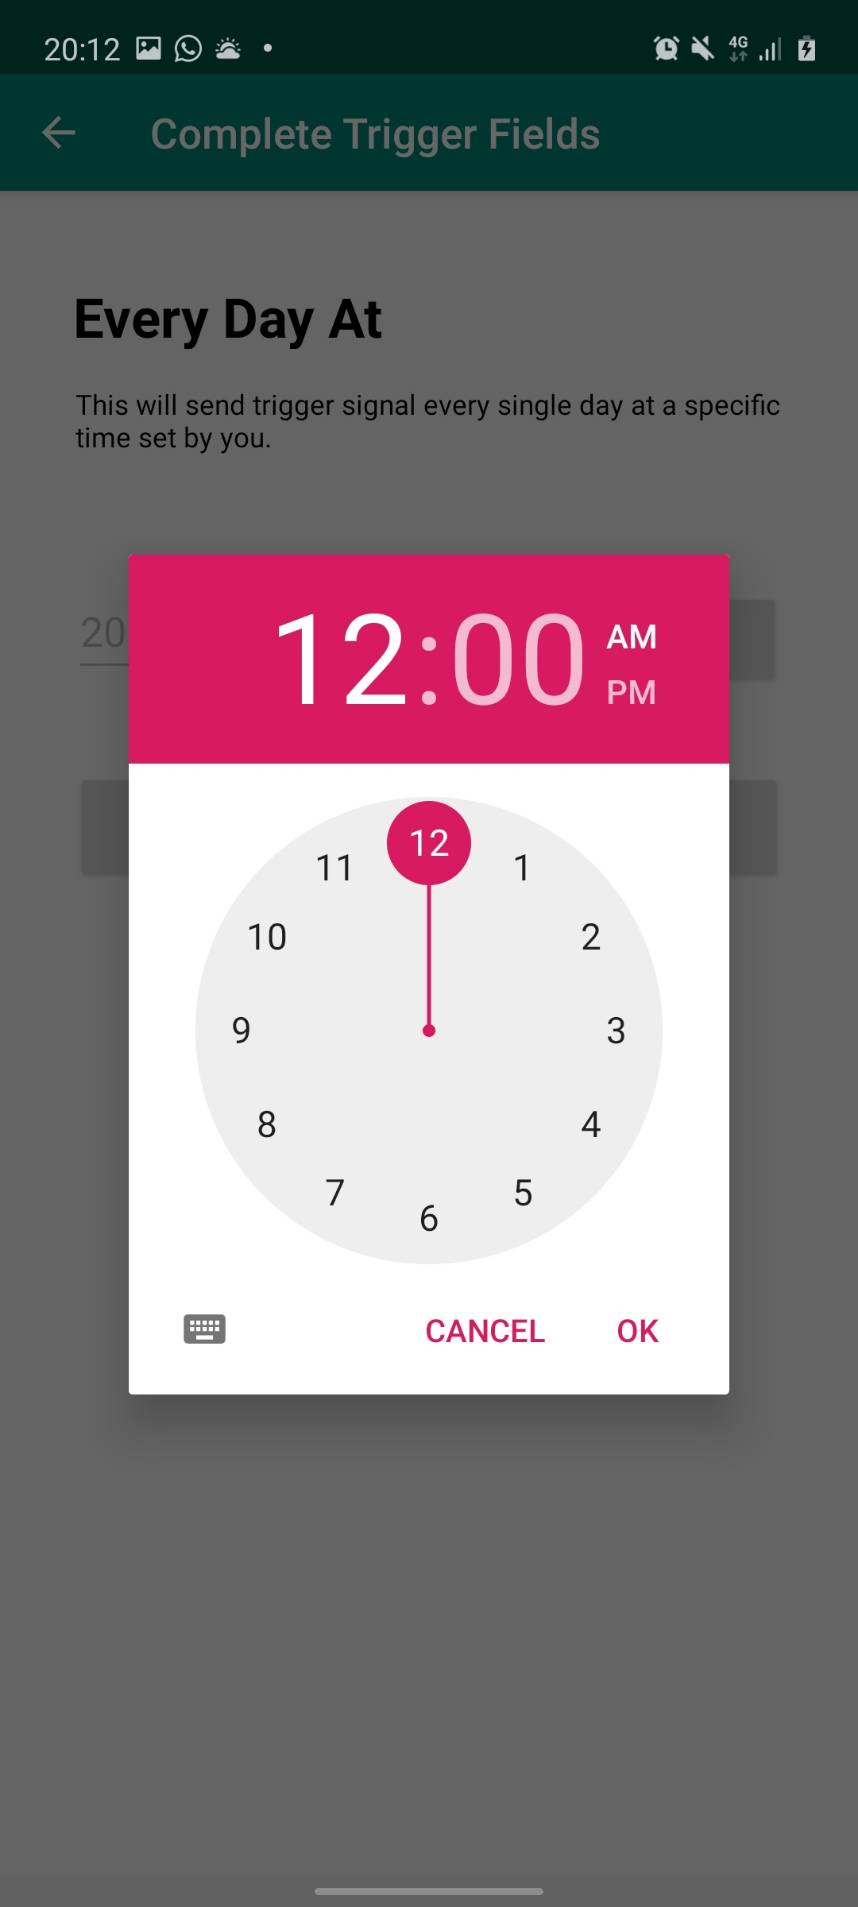 20:12
4G
Complete Trigger Fields
Every Day At
This will send trigger signal every single day at a specific
time set by you.
20
12:00
AM
PM
12
11
1
10
2
9
3
8
4
7
5
6
CANCEL
OK